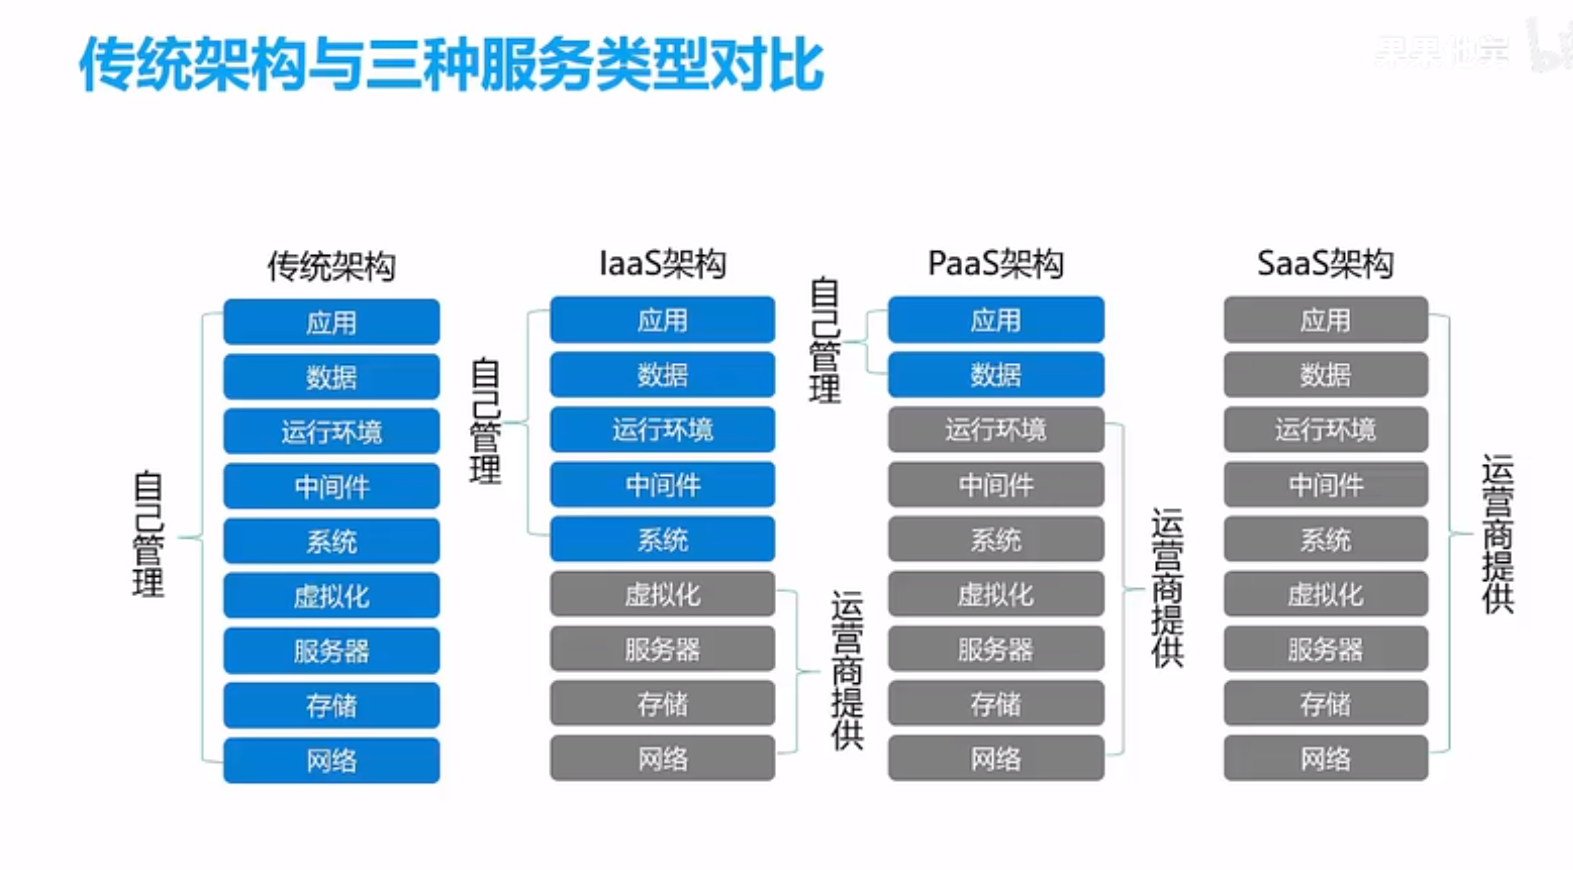 传统架构与三种服务类型对比
传统架构
自己管理
应用
数据
运行环境
中间件
系统
虚拟化
服务器
存储
网络
IaaS架构
自己管理
应用
数据
运行环境
中间件
系统
虚拟化
服务器
存储
网络
运营商提供
PaaS架构
自己管理
应用
数据
运行环境
中间件
系统
虚拟化
服务器
存储
网络
运营商提供
SaaS架构
应用
数据
运行环境
中间件
系统
虚拟化
服务器
存储
网络
运营商提供